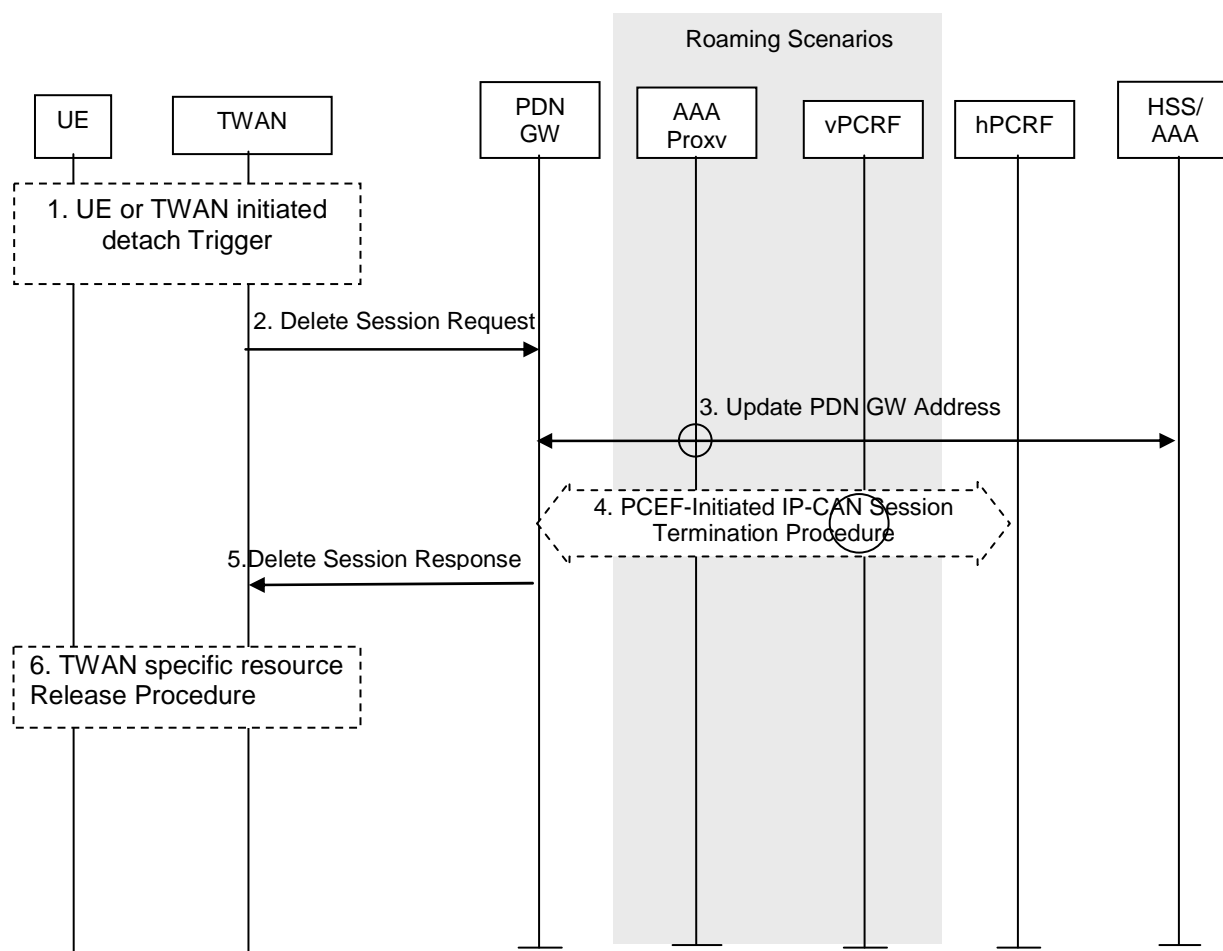 Roaming Scenarios
UE
TWAN
PDN
GW
AAA
Proxv
vPCRF
hPCRF
HSS/
AAA
1. UE or TWAN initiated
detach Trigger
2. Delete Session Request
3. Update PDN GW Address
4. PCEF-Initiated IP-CAN Session
Termination Procedure
5.Delete Session Response
6. TWAN specific resource
Release Procedure